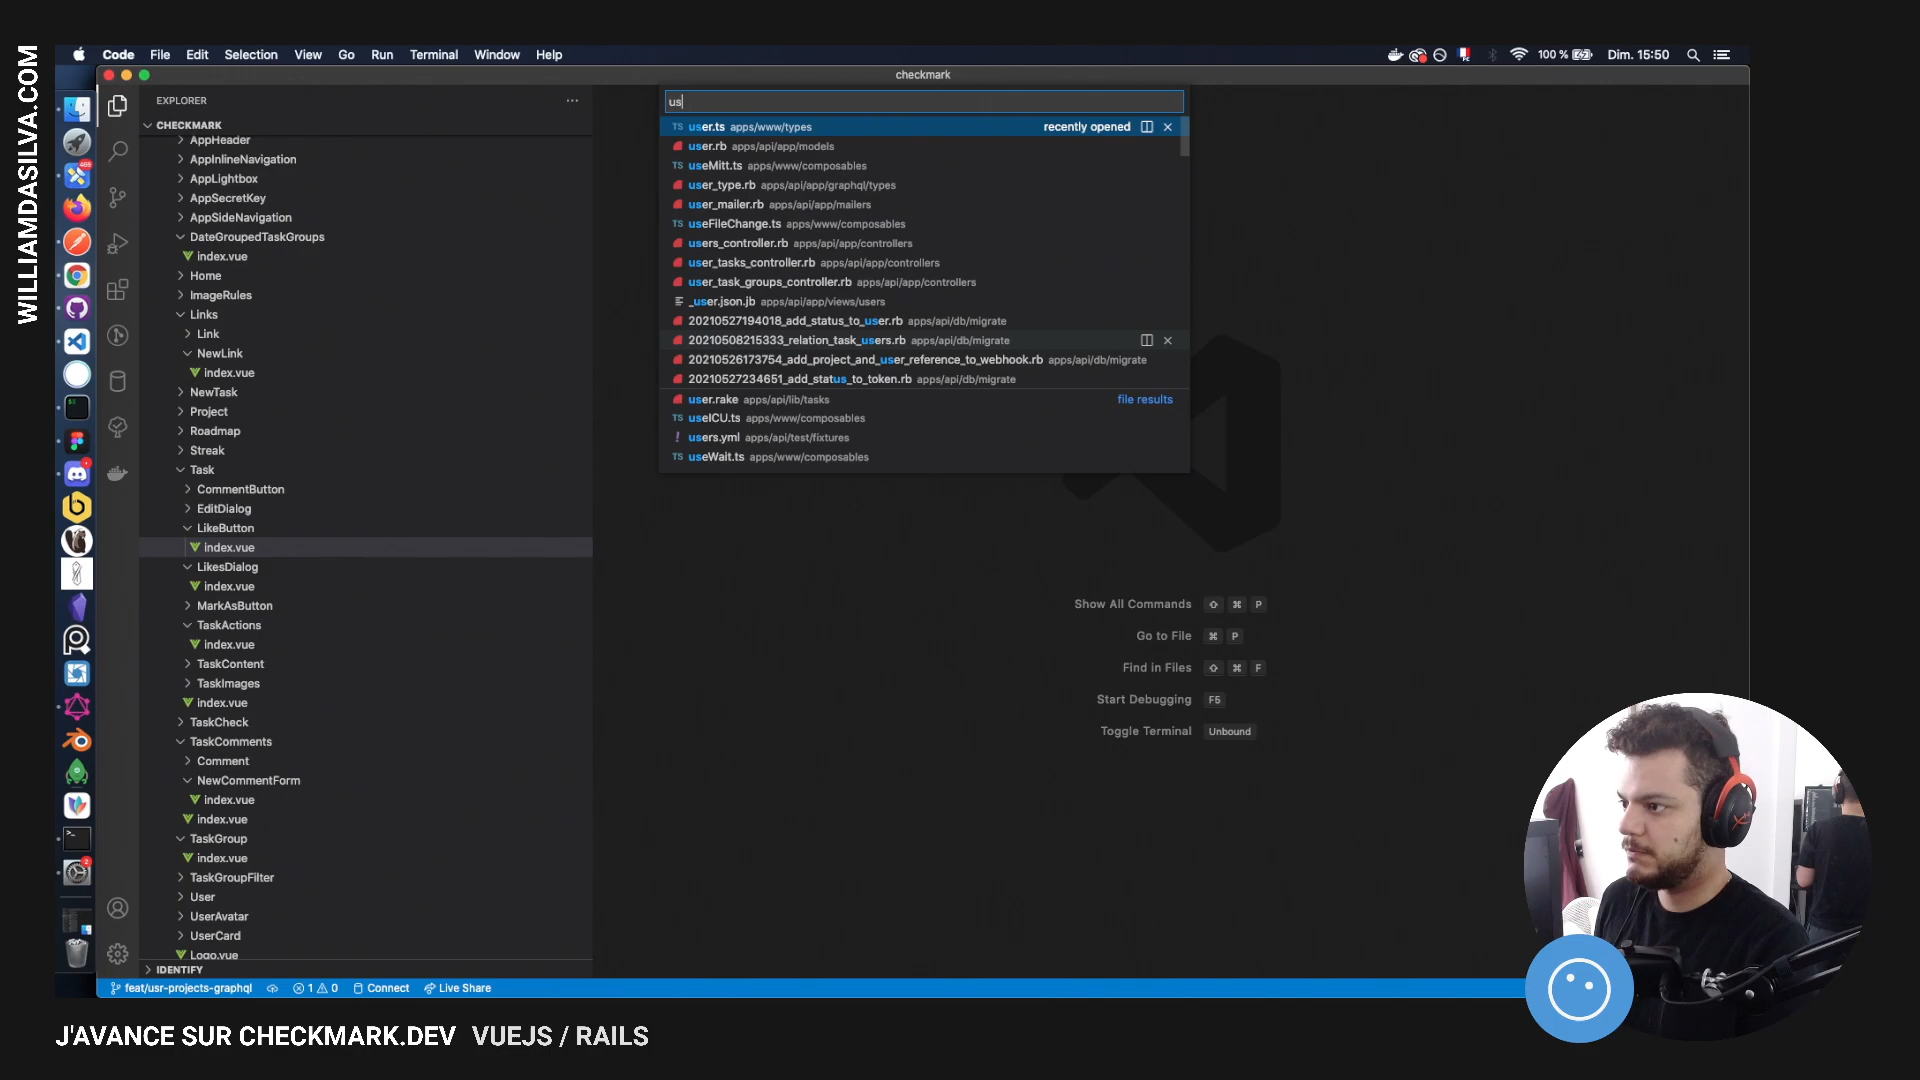 WILLIAMDASILVA.COM
Code File Edit Selection View Go Run Terminal Window Help
100 % Dim. 15:50
checkmark
EXPLORER
CHECKMARK
AppHeader
AppInlineNavigation
AppLightbox
AppSecretKey
AppSideNavigation
DateGroupedTaskGroups
index.vue
Home
ImageRules
Links
Link
NewLink
index.vue
NewTask
Project
Roadmap
Streak
Task
CommentButton
EditDialog
LikeButton
index.vue
LikesDialog
index.vue
MarkAsButton
TaskActions
index.vue
TaskContent
TaskImages
index.vue
TaskCheck
TaskComments
Comment
NewCommentForm
index.vue
index.vue
TaskGroup
index.vue
TaskGroupFilter
User
UserAvatar
UserCard
Logo.vue
IDENTIFY
us
TS user.ts apps/www/types recently opened
user.rb apps/api/app/models
TS useMitt.ts apps/www/composables
user_type.rb apps/api/app/graphql/types
user_mailer.rb apps/api/app/mailers
TS useFileChange.ts apps/www/composables
users_controller.rb apps/api/app/controllers
user_tasks_controller.rb apps/api/app/controllers
user_task_groups_controller.rb apps/api/app/controllers
_user.json.jb apps/api/app/views/users
20210527194018_add_status_to_user.rb apps/api/db/migrate
20210508215333_relation_task_users.rb apps/api/db/migrate
20210526173754_add_project_and_user_reference_to_webhook.rb apps/api/db/migrate
20210527234651_add_status_to_token.rb apps/api/db/migrate
user.rake apps/api/lib/tasks file results
TS useICU.ts apps/www/composables
! users.yml apps/api/test/fixtures
TS useWait.ts apps/www/composables
Show All Commands ⇧ ⌘ P
Go to File ⌘ P
Find in Files ⇧ ⌘ F
Start Debugging F5
Toggle Terminal Unbound
feat/usr-projects-graphql 1 0 Connect Live Share
J'AVANCE SUR CHECKMARK.DEV VUEJS / RAILS